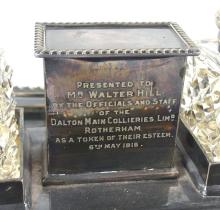 PRESENTED TO
MR WALTER HILL
BY THE OFFICIALS AND STAFF
OF THE
DALTON MAIN COLLIERIES LIMD
ROTHERHAM
AS A TOKEN OF THEIR ESTEEM.
6TH MAY 1918.